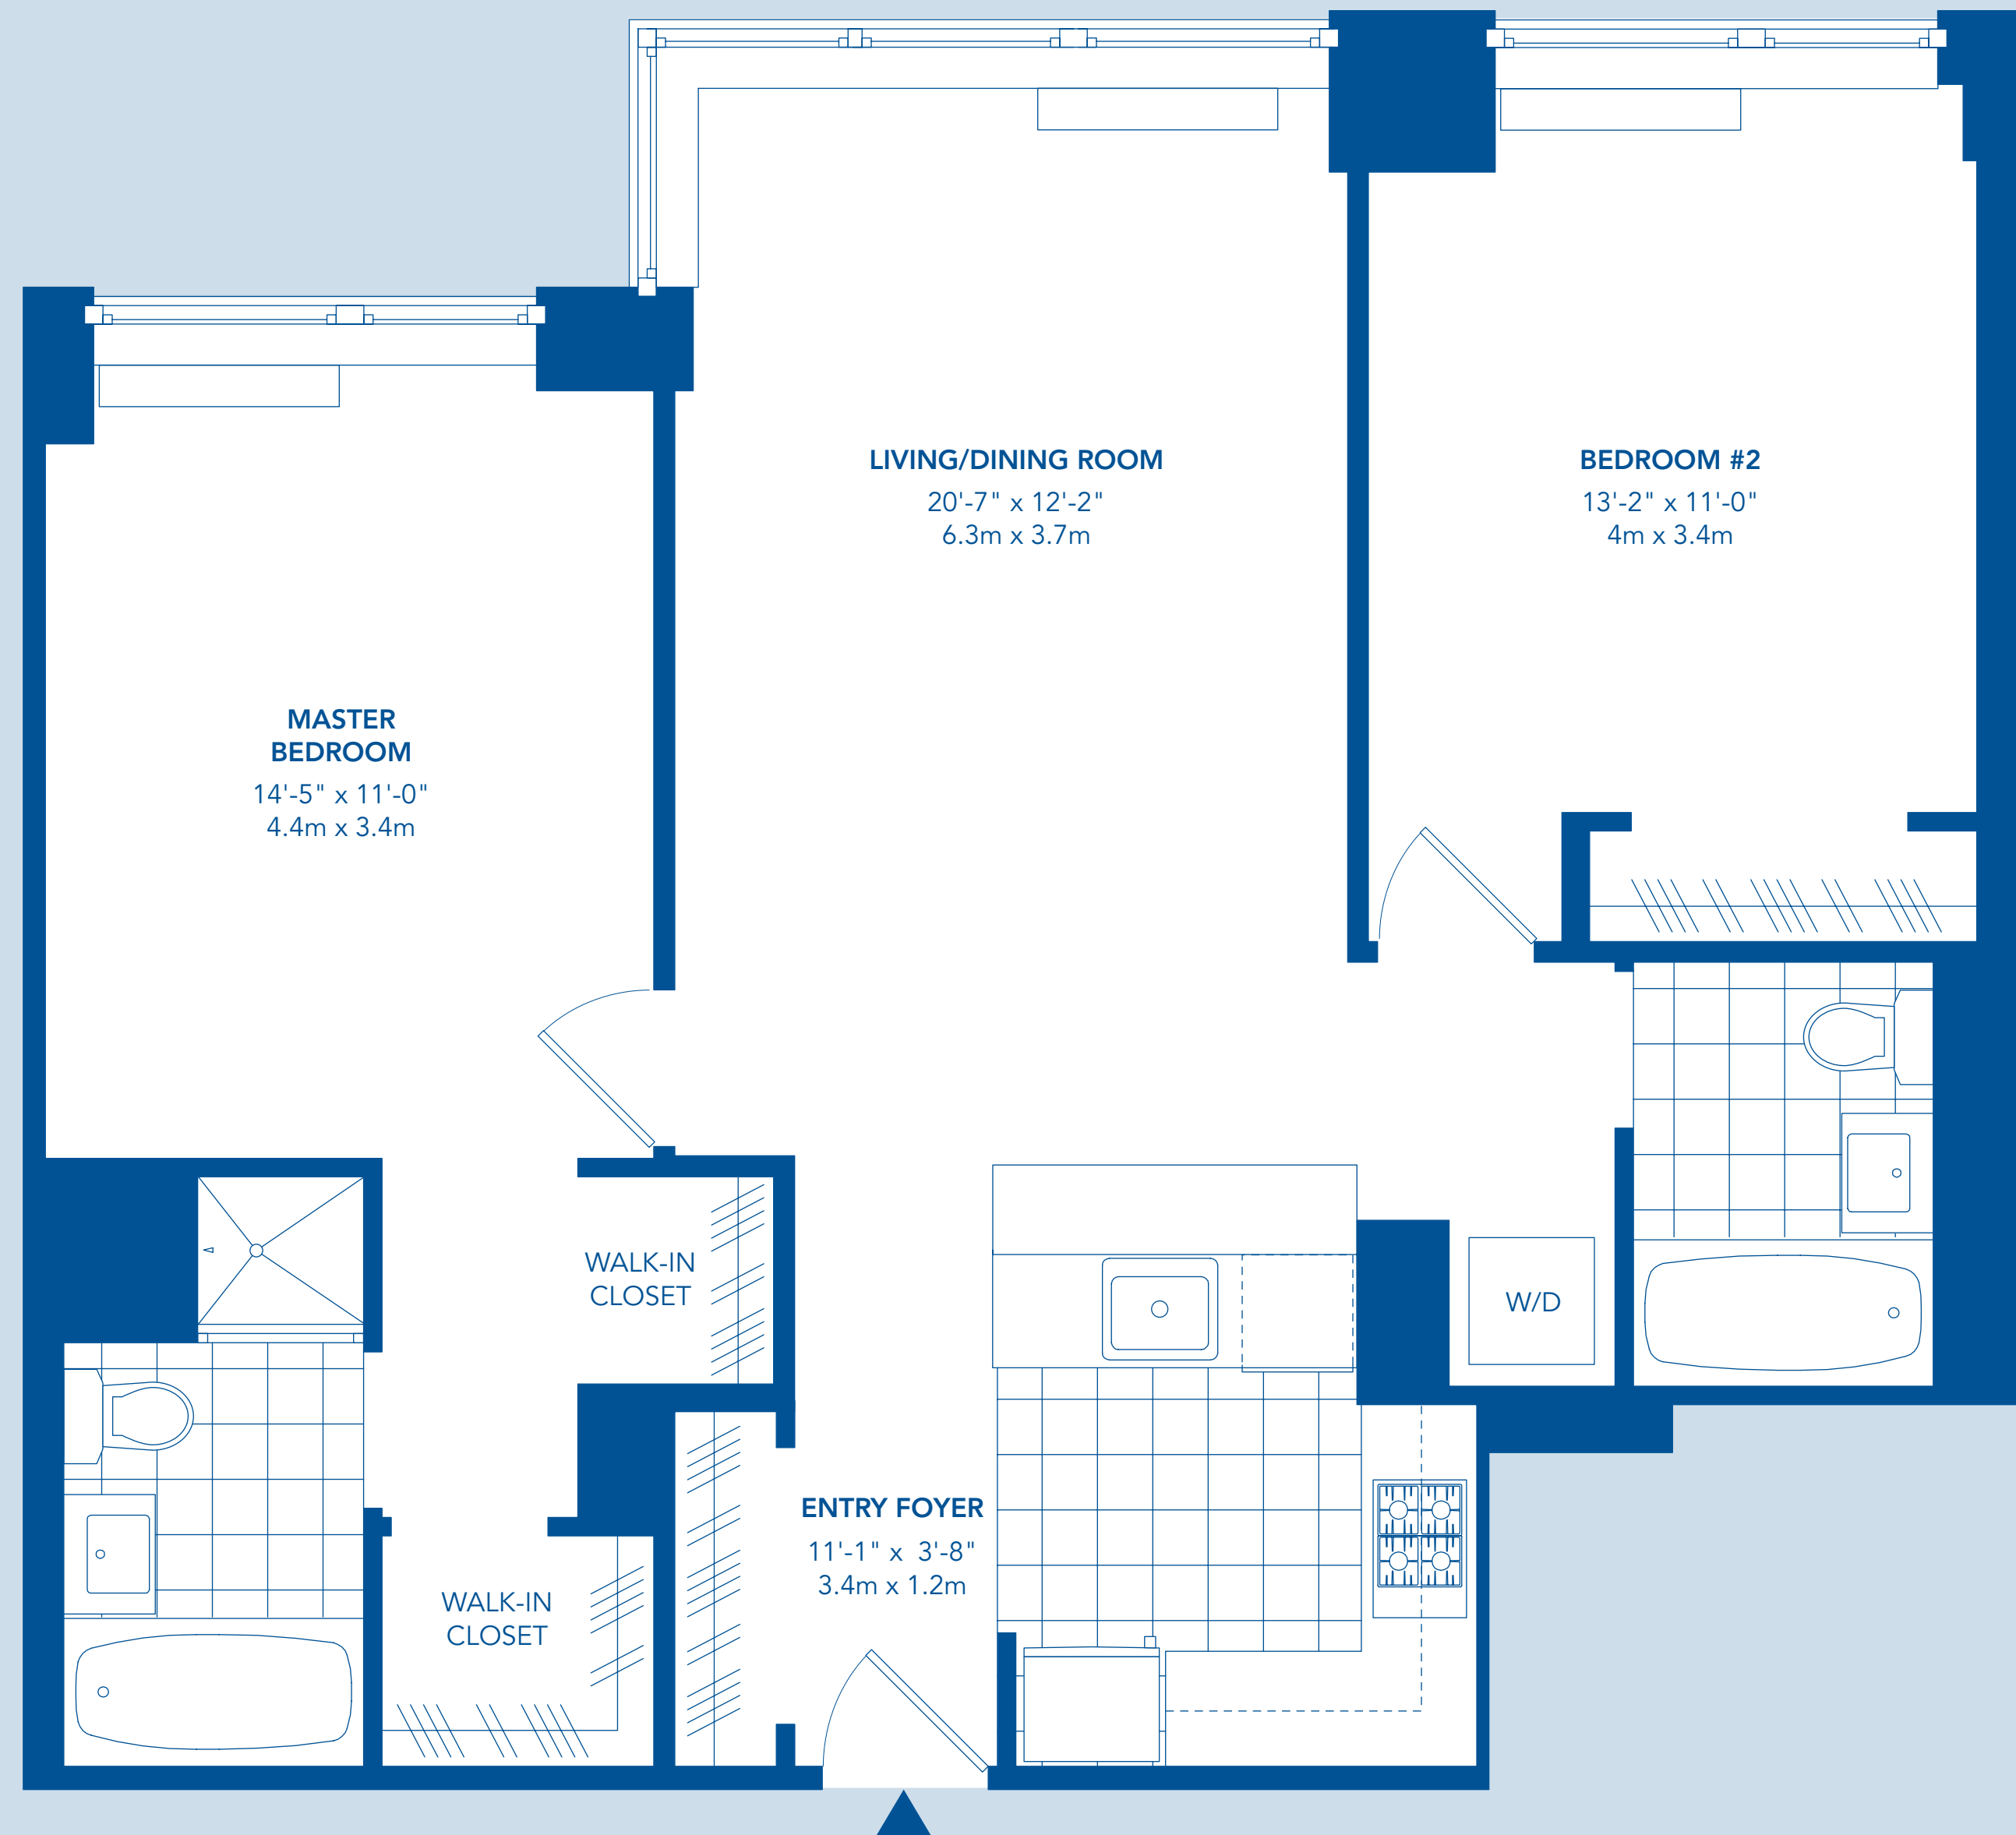 LIVING/DINING ROOM
20'-7" x 12'-2"
6.3m x 3.7m
BEDROOM #2
13'-2" x 11'-0"
4m x 3.4m
MASTER
BEDROOM
14'-5" x 11'-0"
4.4m x 3.4m
WALK-IN
CLOSET
W/D
ENTRY FOYER
11'-1" x  3'-8"
3.4m x 1.2m
WALK-IN
CLOSET